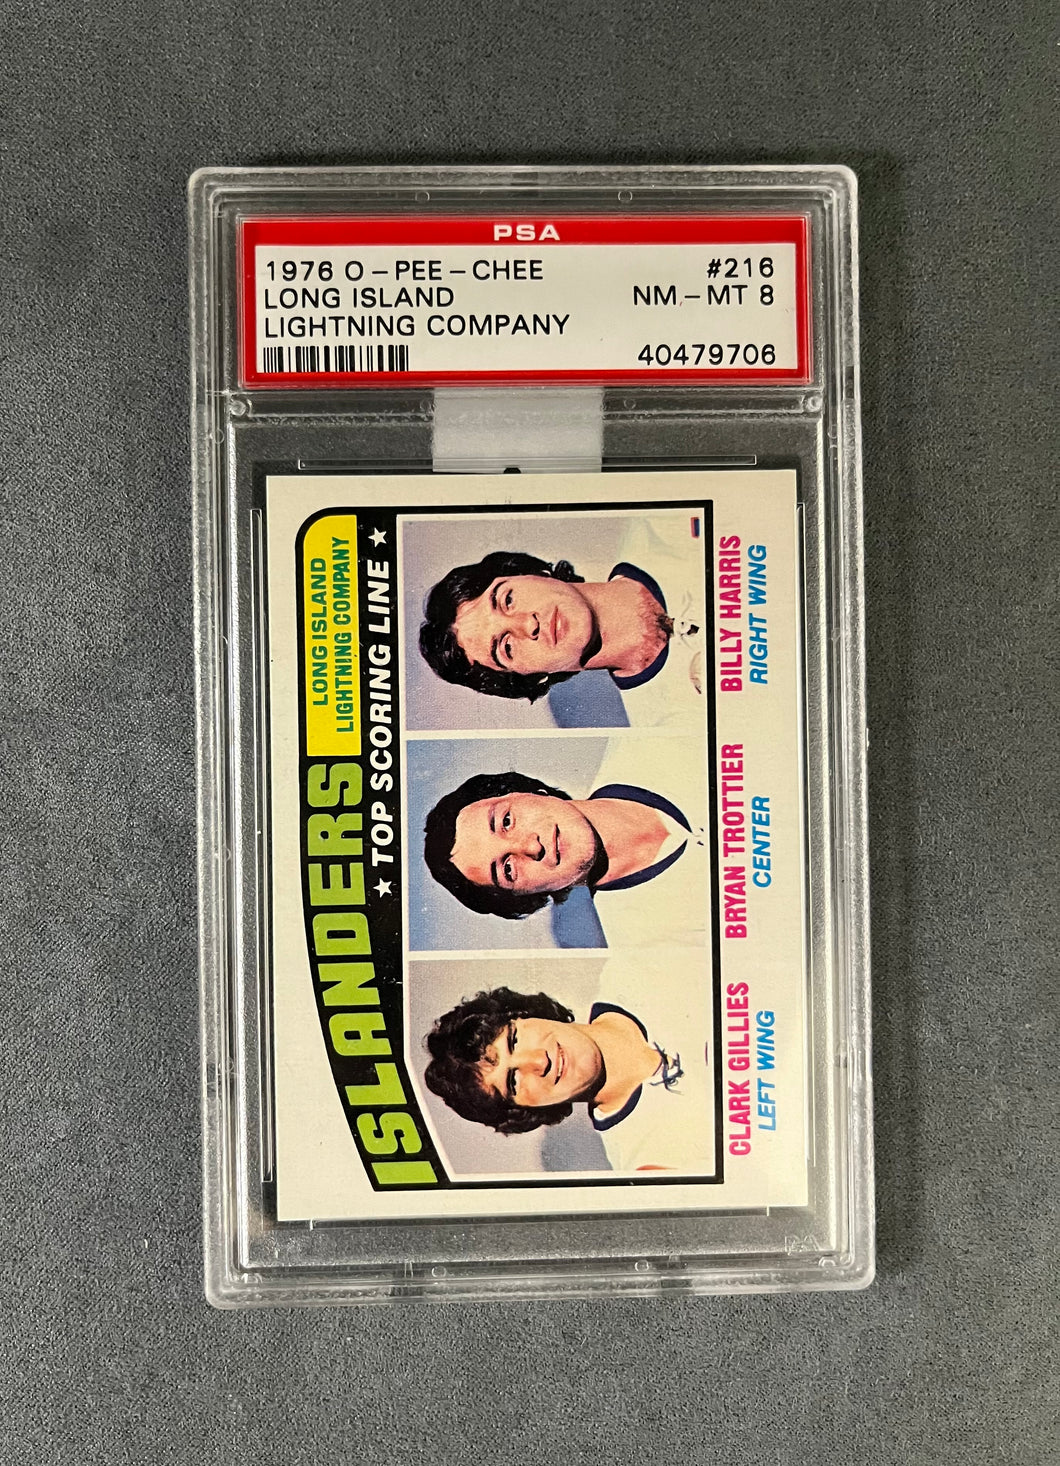 PSA
1976 O-PEE-CHEE #216
LONG ISLAND NM-MT 8
LIGHTNING COMPANY
40479706
ISLANDERS
LONG ISLAND
LIGHTNING COMPANY
★ TOP SCORING LINE ★
CLARK GILLIES
LEFT WING
BRYAN TROTTIER
CENTER
BILLY HARRIS
RIGHT WING